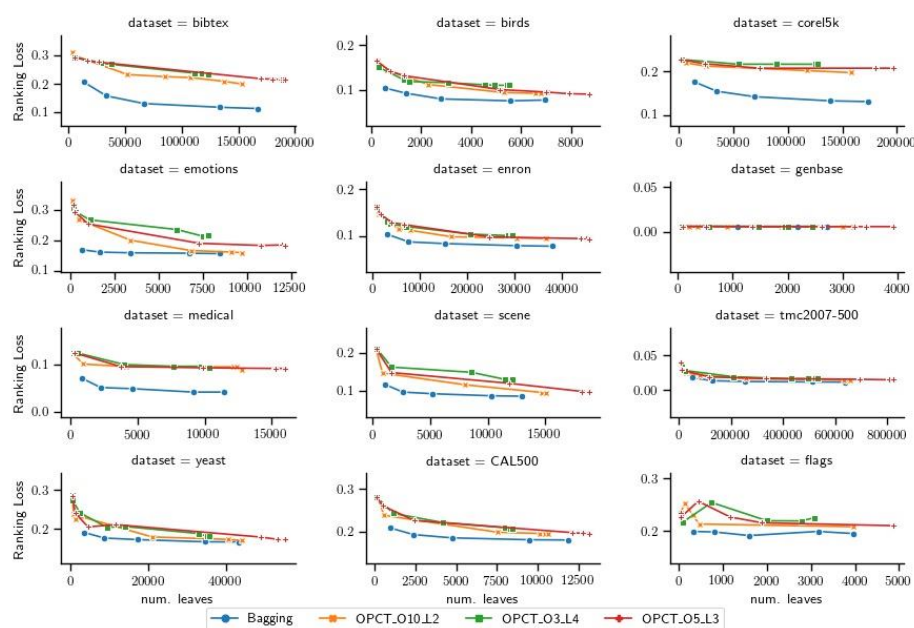 dataset = bibtex
dataset = birds
dataset = corel5k
Ranking Loss
0.3
0.2
0.1
0 50000 100000 150000 200000
0.2
0.1
0 2000 4000 6000 8000
0.2
0.1
0 50000 100000 150000 200000
dataset = emotions
dataset = enron
dataset = genbase
Ranking Loss
0.3
0.2
0.1
0 2500 5000 7500 10000 12500
0.2
0.1
0 10000 20000 30000 40000
0.05
0.00
0 1000 2000 3000 4000
dataset = medical
dataset = scene
dataset = tmc2007-500
Ranking Loss
0.1
0.0
0 5000 10000 15000
0.2
0.1
0 5000 10000 15000
0.05
0.00
0 200000 400000 600000 800000
dataset = yeast
dataset = CAL500
dataset = flags
Ranking Loss
0.3
0.2
0 20000 40000
num. leaves
0.3
0.2
0 2500 5000 7500 10000 12500
num. leaves
0.3
0.2
0 1000 2000 3000 4000 5000
num. leaves
Bagging OPCT_O10_L2 OPCT_O3_L4 OPCT_O5_L3